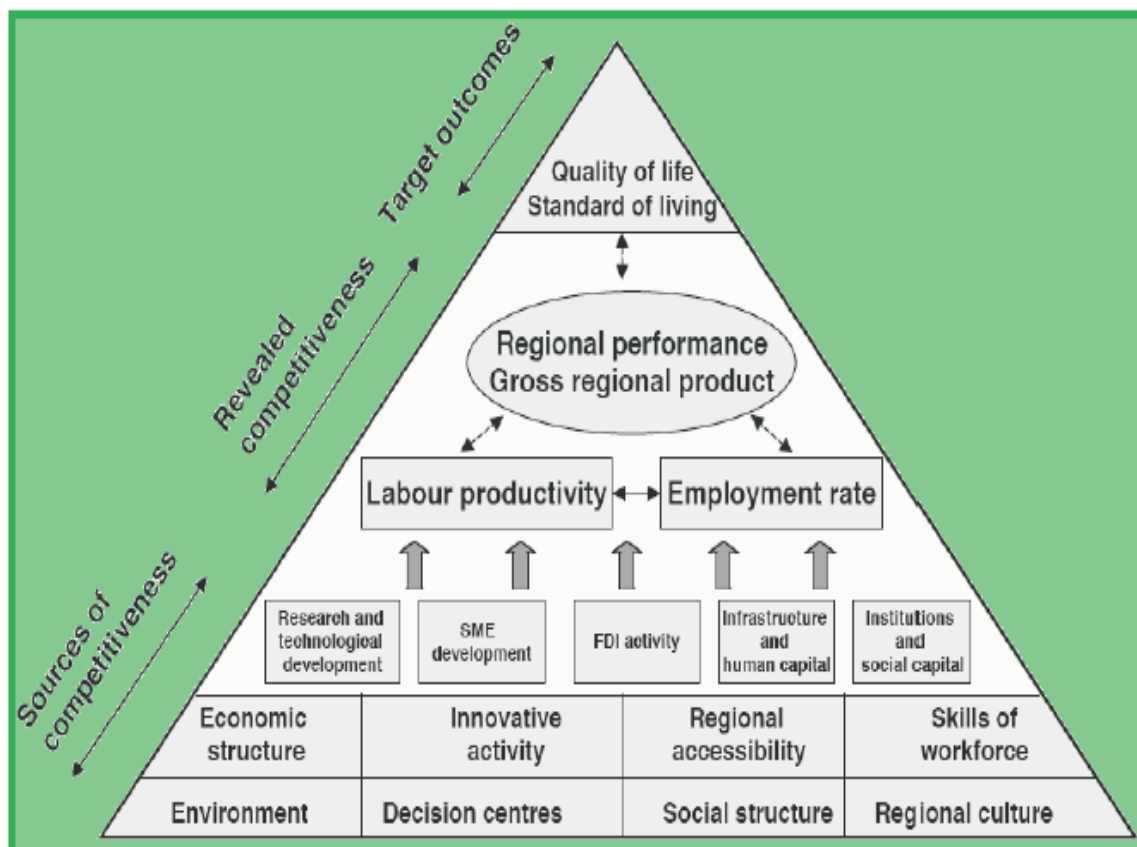 Target outcomes
Revealed
competitiveness
Sources of
competitiveness
Quality of life
Standard of living
Regional performance
Gross regional product
Labour productivity
Employment rate
Research and
technological
development
SME
development
FDI activity
Infrastructure
and
human capital
Institutions
and
social capital
Economic
structure
Innovative
activity
Regional
accessibility
Skills of
workforce
Environment
Decision centres
Social structure
Regional culture